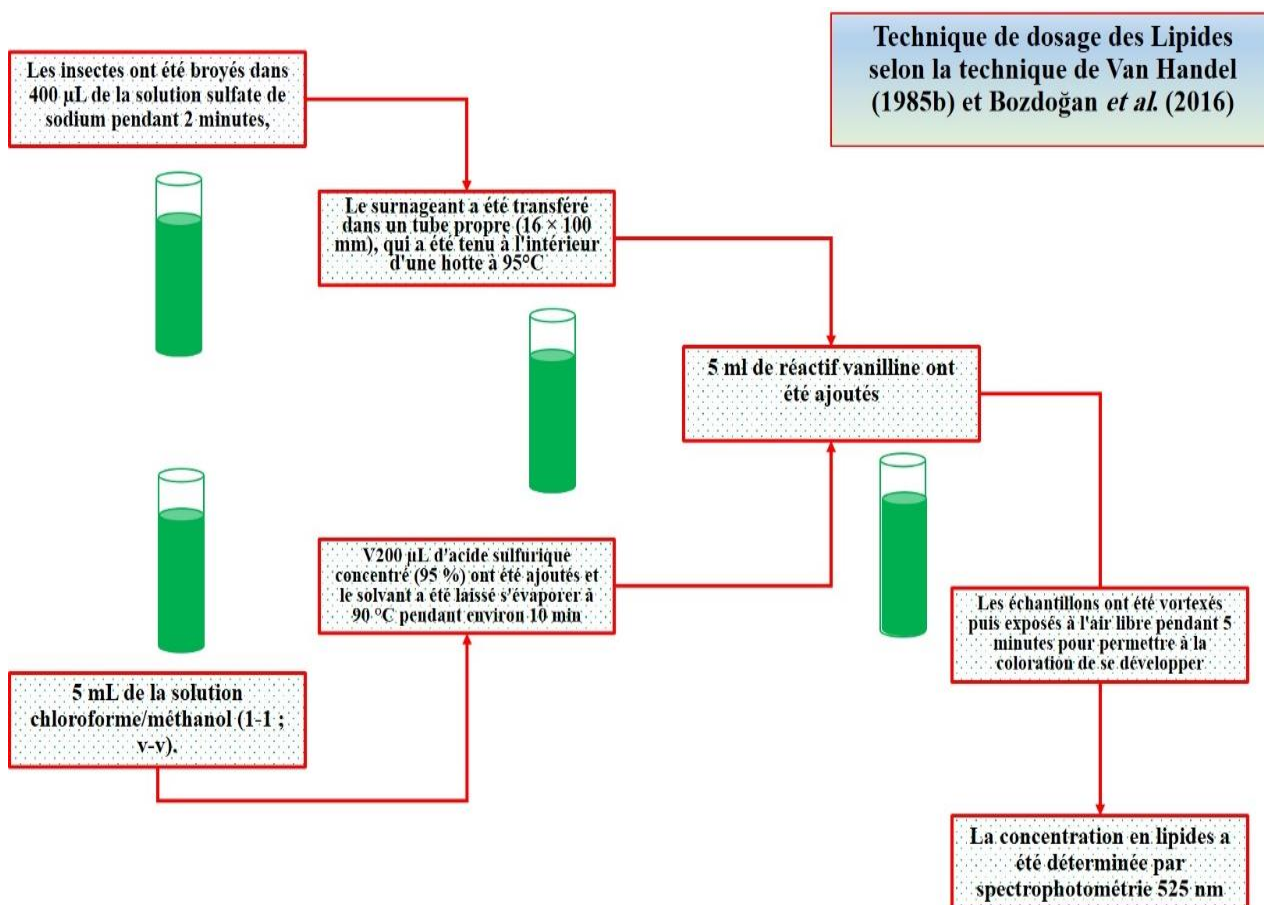 Technique de dosage des Lipides
selon la technique de Van Handel
(1985b) et Bozdoğan et al. (2016)
Les insectes ont été broyés dans
400 µL de la solution sulfate de
sodium pendant 2 minutes,
Le surnageant a été transféré
dans un tube propre (16 × 100
mm), qui a été tenu à l'intérieur
d'une hotte à 95°C
5 ml de réactif vanilline ont
été ajoutés
V200 µL d'acide sulfurique
concentré (95 %) ont été ajoutés et
le solvant a été laissé s'évaporer à
90 °C pendant environ 10 min
5 mL de la solution
chloroforme/méthanol (1-1 ;
v-v).
Les échantillons ont été vortexés
puis exposés à l'air libre pendant 5
minutes pour permettre à la
coloration de se développer
La concentration en lipides a
été déterminée par
spectrophotométrie 525 nm